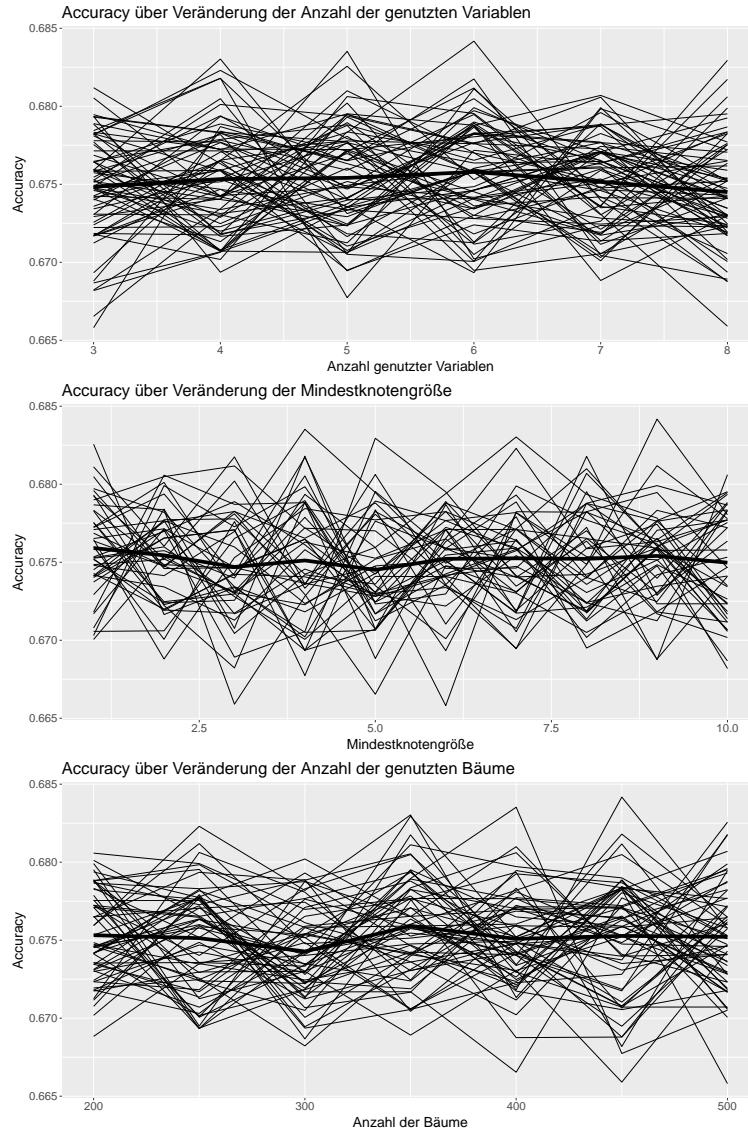 Accuracy über Veränderung der Anzahl der genutzten Variablen
0.685
0.680
0.675
0.670
0.665
Accuracy
3 4 5 6 7 8
Anzahl genutzter Variablen
Accuracy über Veränderung der Mindestknotengröße
0.685
0.680
0.675
0.670
0.665
Accuracy
2.5 5.0 7.5 10.0
Mindestknotengröße
Accuracy über Veränderung der Anzahl der genutzten Bäume
0.685
0.680
0.675
0.670
0.665
Accuracy
200 300 400 500
Anzahl der Bäume